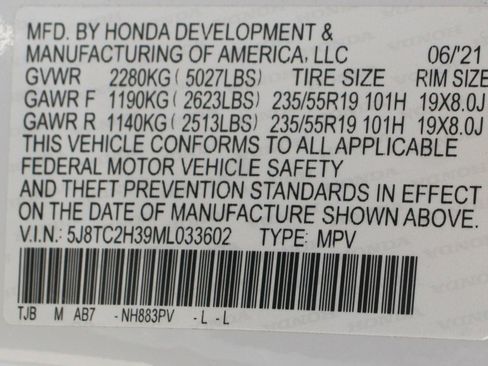 MFD. BY HONDA DEVELOPMENT &
MANUFACTURING OF AMERICA, LLC 06/'21
GVWR 2280KG (5027LBS) TIRE SIZE RIM SIZE
GAWR F 1190KG (2623LBS) 235/55R19 101H 19X8.0J
GAWR R 1140KG (2513LBS) 235/55R19 101H 19X8.0J
THIS VEHICLE CONFORMS TO ALL APPLICABLE
FEDERAL MOTOR VEHICLE SAFETY
AND THEFT PREVENTION STANDARDS IN EFFECT
ON THE DATE OF MANUFACTURE SHOWN ABOVE.
V.I.N.: 5J8TC2H39ML033602 TYPE: MPV
TJB M AB7 -NH883PV -L -L